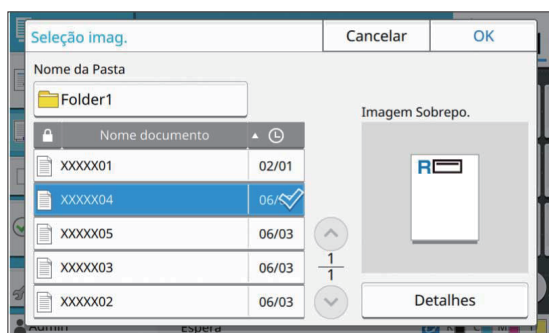 Seleção imag.
Cancelar
OK
Nome da Pasta
Folder1
Imagem Sobrepo.
Nome documento
XXXXX01 02/01
XXXXX04 06/
XXXXX05 06/03
XXXXX03 06/03
XXXXX02 06/03
1
1
R
Detalhes
Admin Espera K C M Y